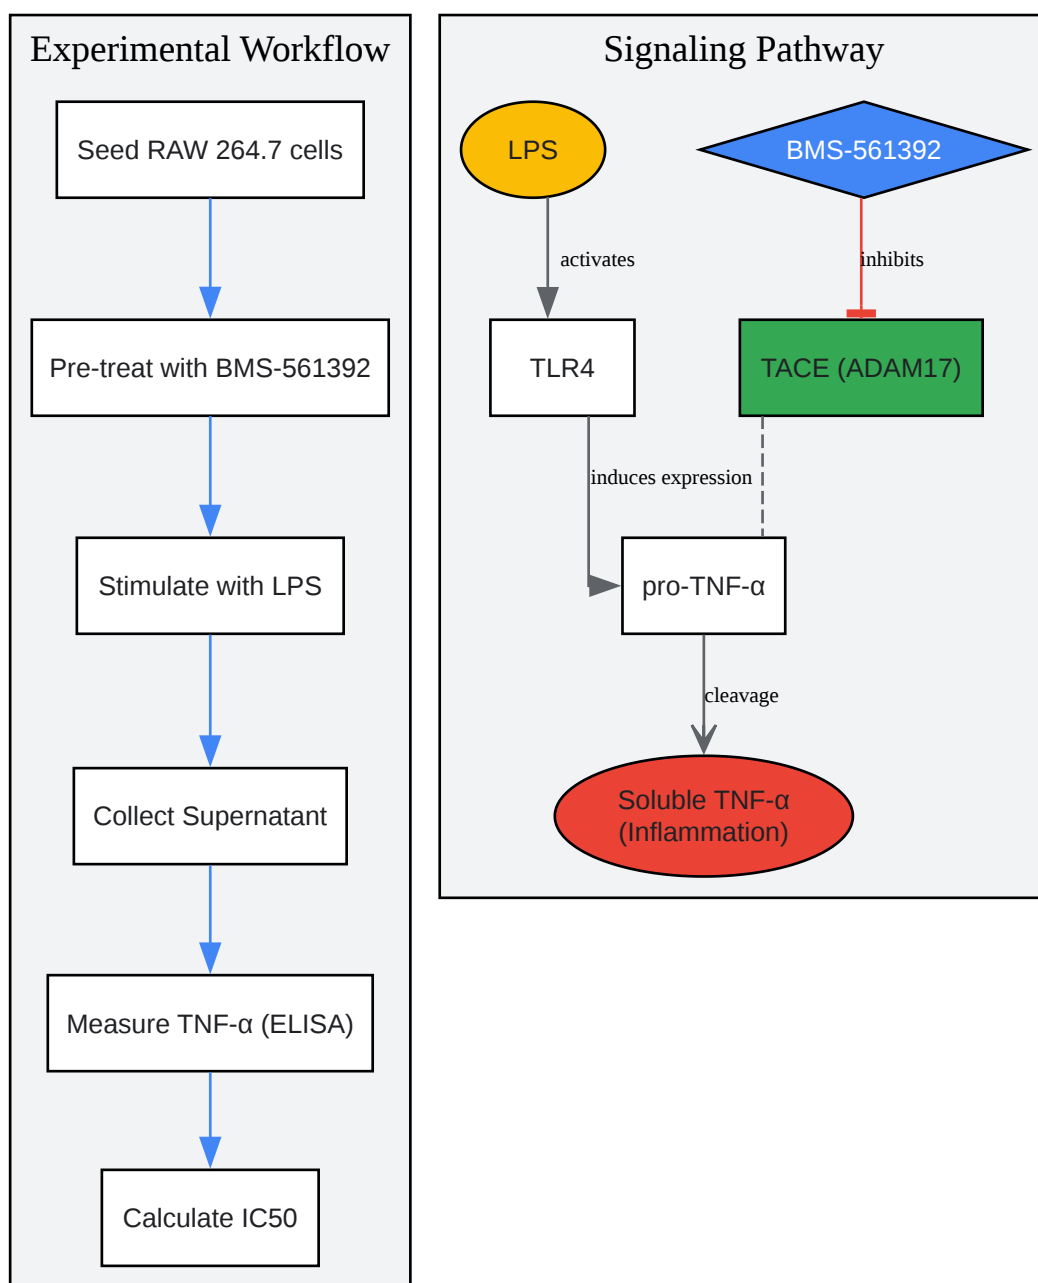 Experimental Workflow
Seed RAW 264.7 cells
Pre-treat with BMS-561392
Stimulate with LPS
Collect Supernatant
Measure TNF-α (ELISA)
Calculate IC50
Signaling Pathway
LPS
BMS-561392
activates
inhibits
TLR4
TACE (ADAM17)
induces expression
pro-TNF-α
cleavage
Soluble TNF-α
(Inflammation)